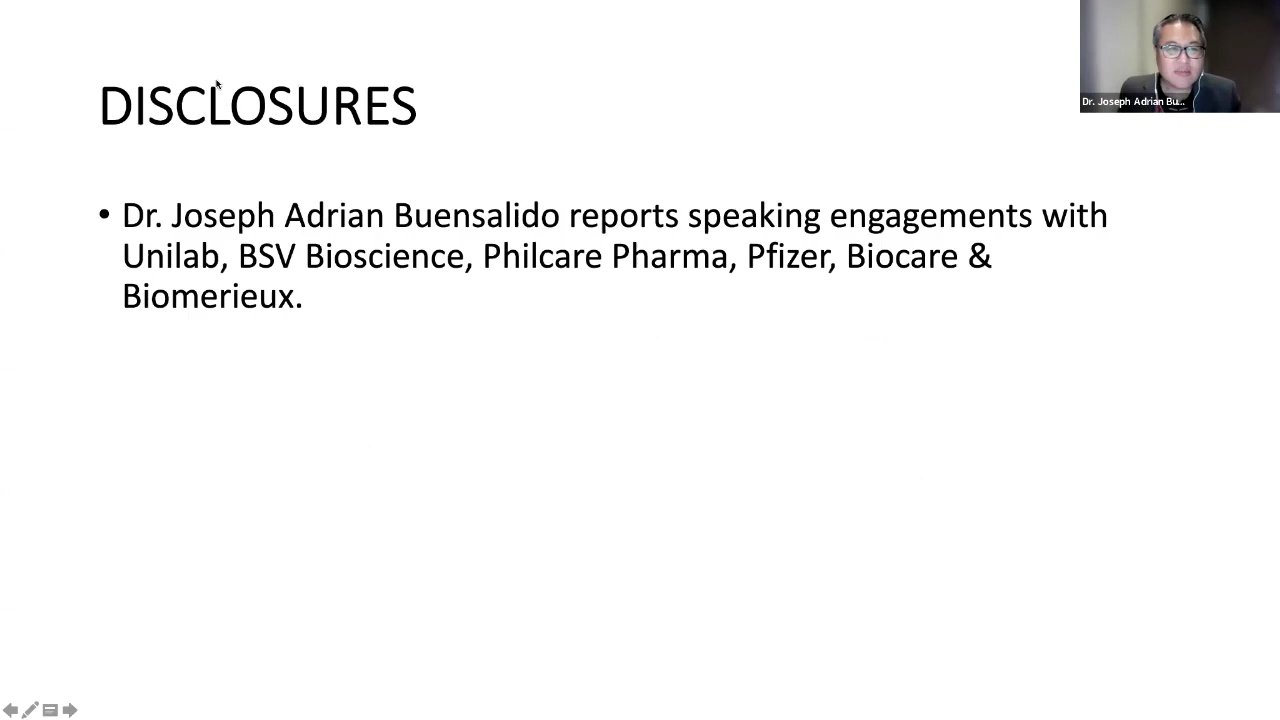 DISCLOSURES
Dr. Joseph Adrian Bu...
• Dr. Joseph Adrian Buensalido reports speaking engagements with
Unilab, BSV Bioscience, Philcare Pharma, Pfizer, Biocare &
Biomerieux.